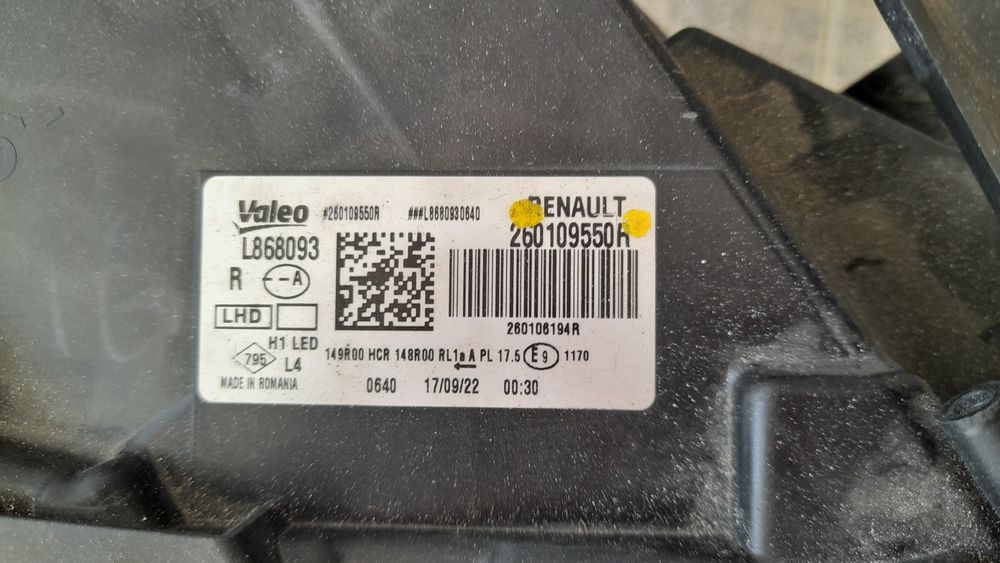 Valeo #260109550R ###L8680930640 RENAULT
L868093 260109550R
R --A
LHD
260106194R
H1 LED
795 L4
149R00 HCR 148R00 RL1a A PL 17.5 E9 1170
MADE IN ROMANIA 0640 17/09/22 00:30